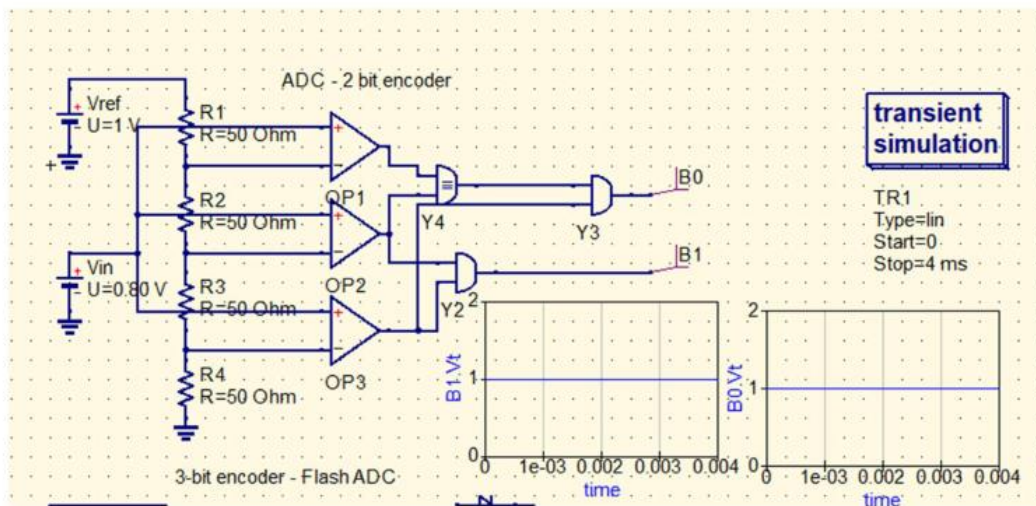 ADC - 2 bit encoder
Vref
U=1 V
R1
R=50 Ohm
OP1
R2
R=50 Ohm
Y4
Y3
B0
Vin
U=0.80 V
OP2
R3
R=50 Ohm
Y2
B1
OP3
R4
R=50 Ohm
3-bit encoder - Flash ADC
transient
simulation
TR1
Type=lin
Start=0
Stop=4 ms
2
1
0
B1.Vt
0 1e-03 0.002 0.003 0.004
time
2
1
0
B0.Vt
0 1e-03 0.002 0.003 0.004
time